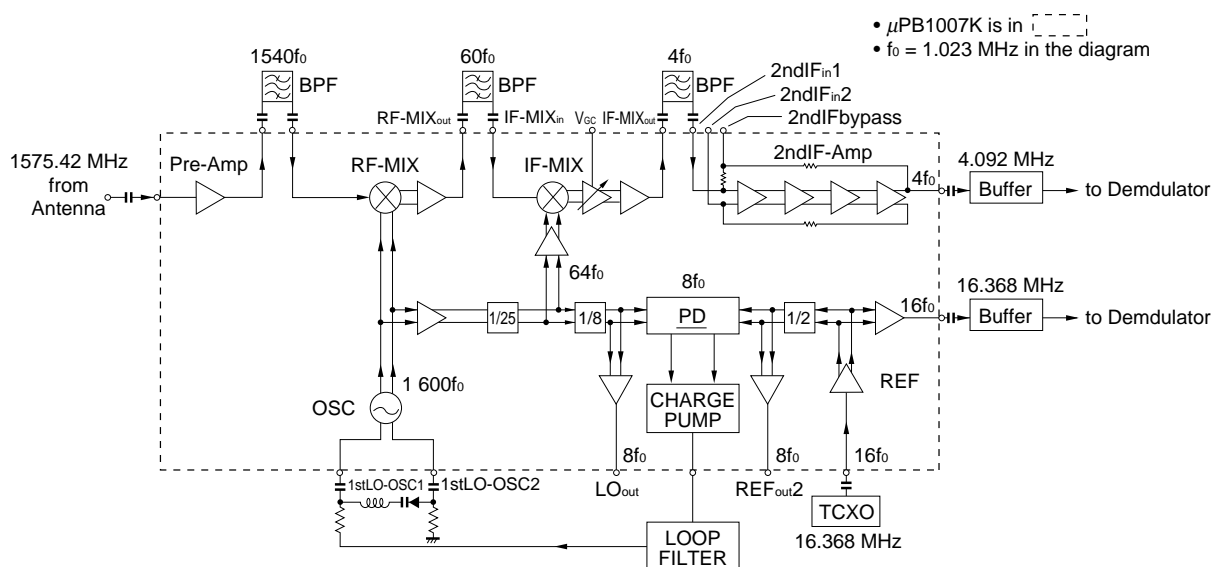 • μPB1007K is in
• f₀ = 1.023 MHz in the diagram
1540f₀
BPF
60f₀
BPF
4f₀
BPF
2ndIFin1
2ndIFin2
2ndIFbypass
RF-MIXout
IF-MIXin
VGC
IF-MIXout
1575.42 MHz
from
Antenna
Pre-Amp
RF-MIX
IF-MIX
2ndIF-Amp
4f₀
4.092 MHz
Buffer
to Demdulator
64f₀
1/25
1/8
8f₀
PD
1/2
16f₀
16.368 MHz
Buffer
to Demdulator
OSC
1 600f₀
CHARGE
PUMP
REF
8f₀
8f₀
16f₀
1stLO-OSC1
1stLO-OSC2
LOout
REFout2
TCXO
16.368 MHz
LOOP
FILTER